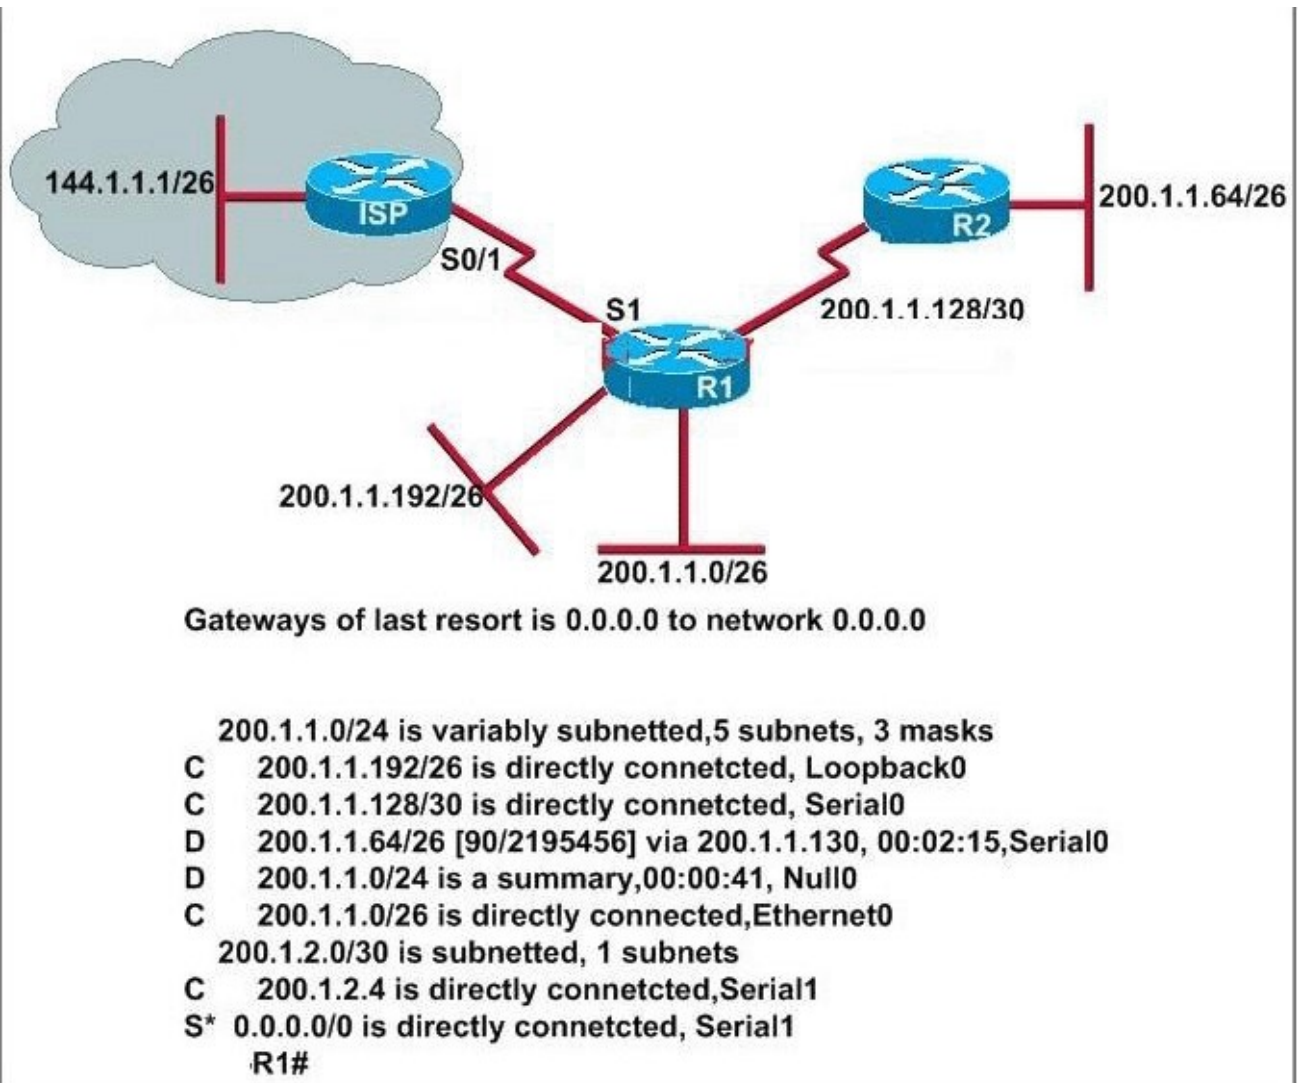 144.1.1.1/26
ISP
S0/1
R2
200.1.1.64/26
S1
200.1.1.128/30
R1
200.1.1.192/26
200.1.1.0/26
Gateways of last resort is 0.0.0.0 to network 0.0.0.0
200.1.1.0/24 is variably subnetted,5 subnets, 3 masks
C 200.1.1.192/26 is directly connetcted, Loopback0
C 200.1.1.128/30 is directly connetcted, Serial0
D 200.1.1.64/26 [90/2195456] via 200.1.1.130, 00:02:15,Serial0
D 200.1.1.0/24 is a summary,00:00:41, Null0
C 200.1.1.0/26 is directly connected,Ethernet0
200.1.2.0/30 is subnetted, 1 subnets
C 200.1.2.4 is directly connetcted,Serial1
S* 0.0.0.0/0 is directly connetcted, Serial1
R1#